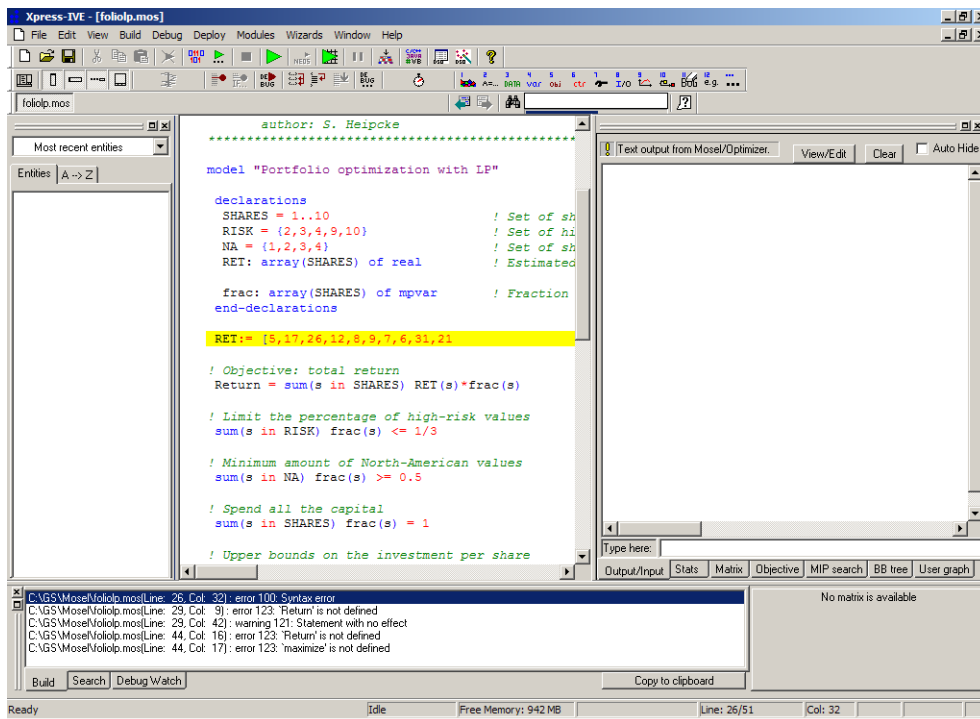 Xpress-IVE - [foliolp.mos]
File Edit View Build Debug Deploy Modules Wizards Window Help
foliolp.mos
Most recent entities
Entities A --> Z
author: S. Heipcke
*************************************************
model "Portfolio optimization with LP"
declarations
SHARES = 1..10 ! Set of sh
RISK = {2,3,4,9,10} ! Set of hi
NA = {1,2,3,4} ! Set of sh
RET: array(SHARES) of real ! Estimated
frac: array(SHARES) of mpvar ! Fraction
end-declarations
RET:= [5,17,26,12,8,9,7,6,31,21
! Objective: total return
Return = sum(s in SHARES) RET(s)*frac(s)
! Limit the percentage of high-risk values
sum(s in RISK) frac(s) <= 1/3
! Minimum amount of North-American values
sum(s in NA) frac(s) >= 0.5
! Spend all the capital
sum(s in SHARES) frac(s) = 1
! Upper bounds on the investment per share
Text output from Mosel/Optimizer. View/Edit Clear Auto Hide
Type here:
Output/Input Stats Matrix Objective MIP search BB tree User graph
C:\GS\Mosel\foliolp.mos(Line: 26, Col: 32) : error 100: Syntax error
C:\GS\Mosel\foliolp.mos(Line: 29, Col: 9) : error 123: `Return' is not defined
C:\GS\Mosel\foliolp.mos(Line: 29, Col: 42) : warning 121: Statement with no effect
C:\GS\Mosel\foliolp.mos(Line: 44, Col: 16) : error 123: `Return' is not defined
C:\GS\Mosel\foliolp.mos(Line: 44, Col: 17) : error 123: `maximize' is not defined
No matrix is available
Build Search Debug Watch Copy to clipboard
Ready Idle Free Memory: 942 MB Line: 26/51 Col: 32